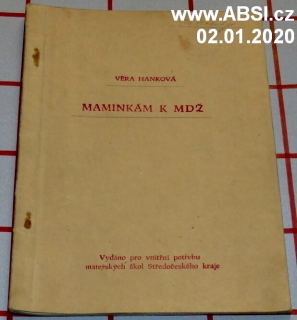 www.ABSI.cz
02.01.2020
VĚRA HANKOVÁ
MAMINKÁM K MDŽ
Vydáno pro vnitřní potřebu
mateřských škol Středočeského kraje